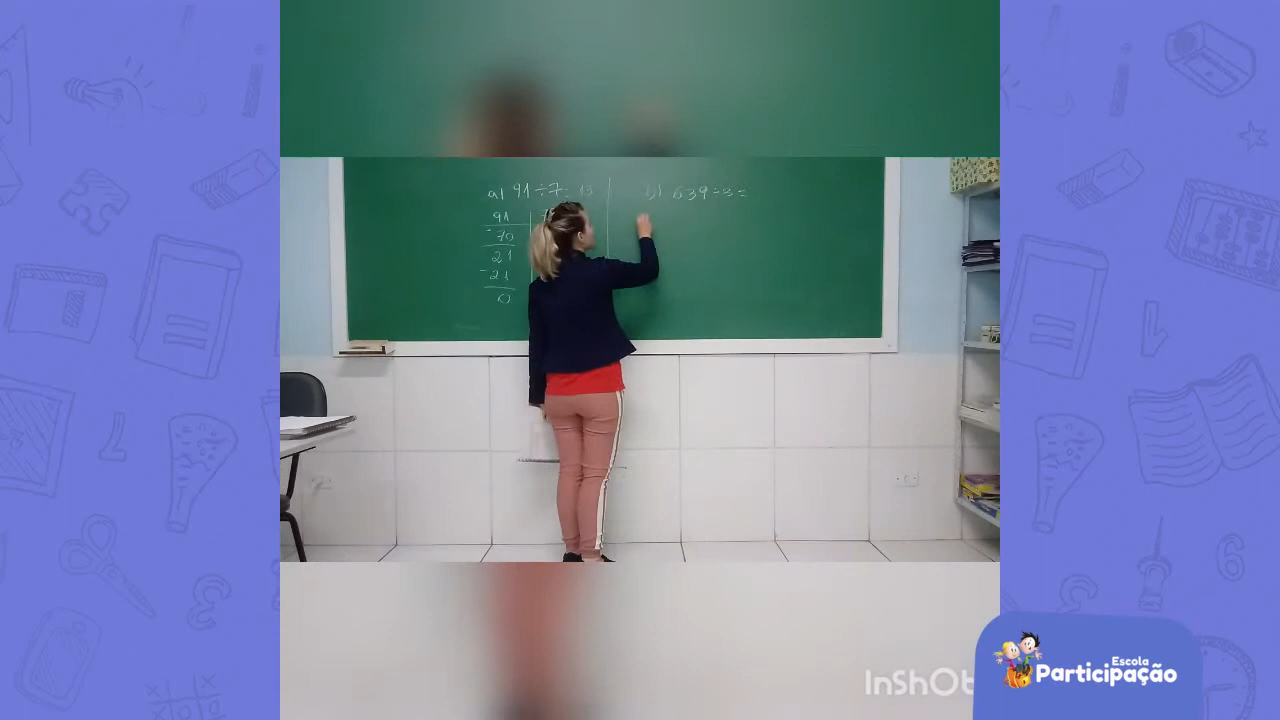 a) 91÷7= 13
91
-70
21
-21
0
b) 639÷3=
InShOt
Escola
Participação